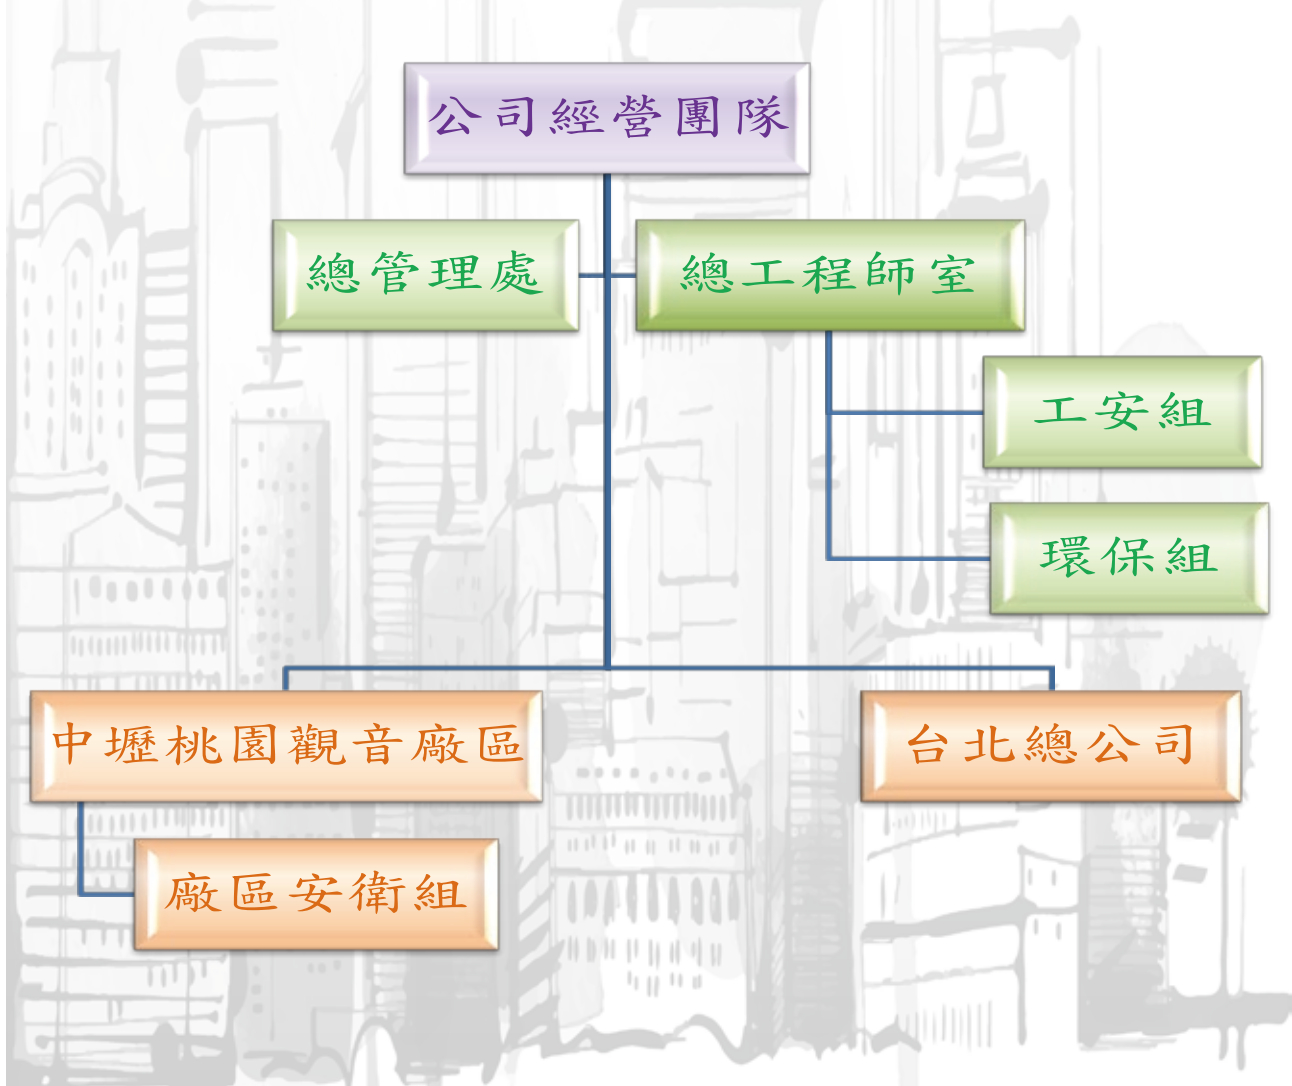 公司經營團隊
總管理處
總工程師室
工安組
環保組
中壢桃園觀音廠區
台北總公司
廠區安衛組